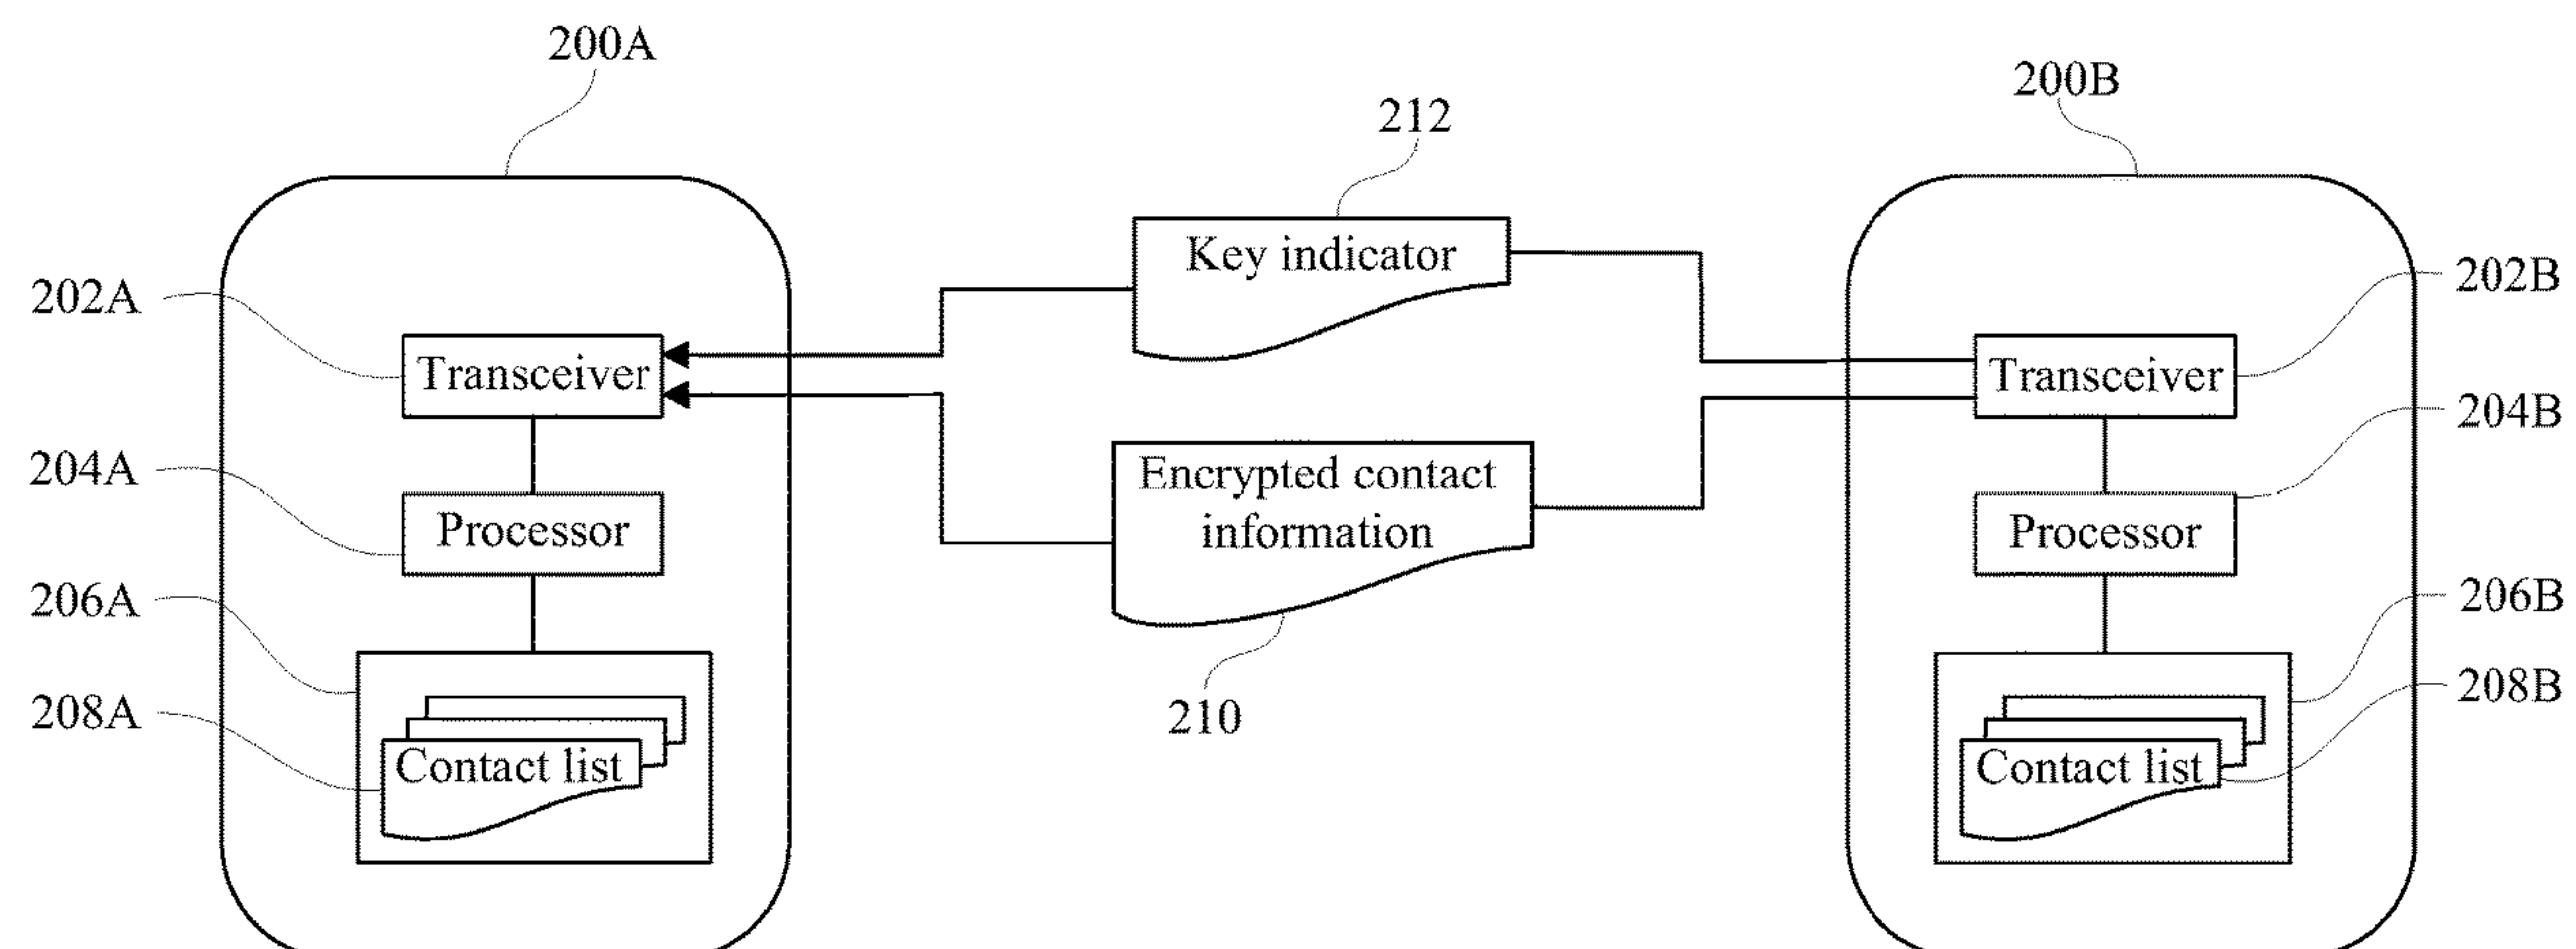 200A
200B
212
Key indicator
202A
202B
Transceiver
Transceiver
204B
Encrypted contact
information
204A
Processor
Processor
206A
206B
208A
208B
210
Contact list
Contact list